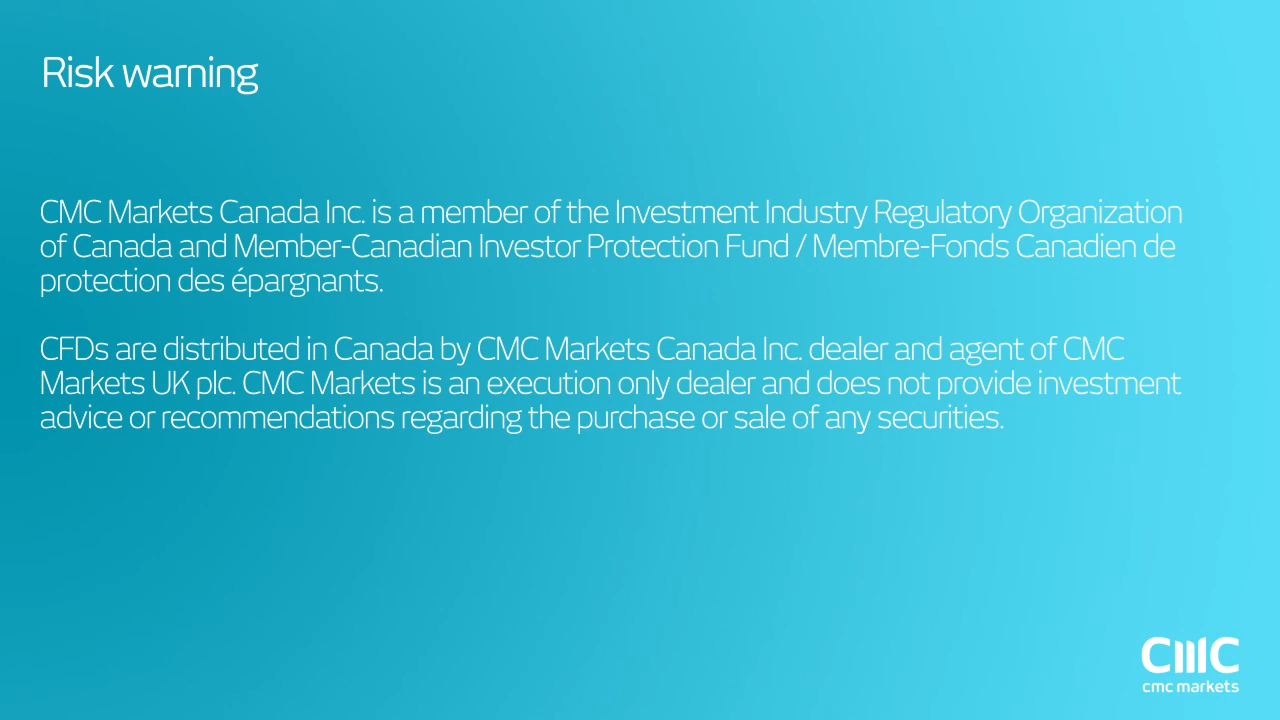 Risk warning
CMC Markets Canada Inc. is a member of the Investment Industry Regulatory Organization
of Canada and Member-Canadian Investor Protection Fund / Membre-Fonds Canadien de
protection des épargnants.
CFDs are distributed in Canada by CMC Markets Canada Inc. dealer and agent of CMC
Markets UK plc. CMC Markets is an execution only dealer and does not provide investment
advice or recommendations regarding the purchase or sale of any securities.
CMC
cmc markets